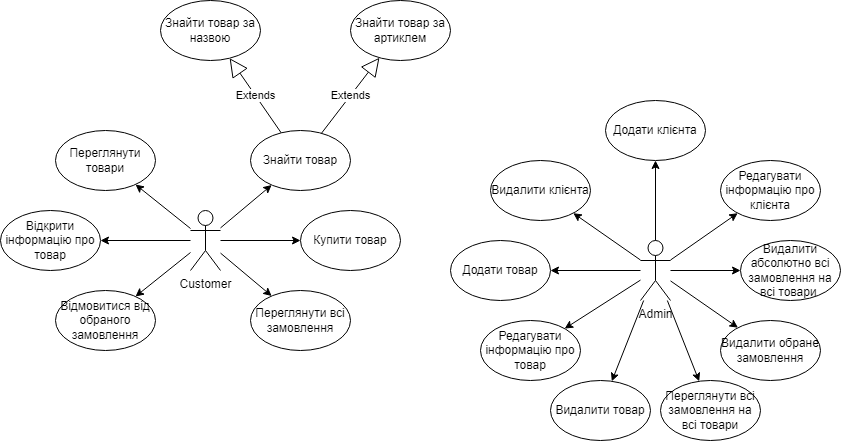 Знайти товар за
назвою
Знайти товар за
артиклем
Extends
Extends
Переглянути
товари
Знайти товар
Відкрити
інформацію про
товар
Купити товар
Customer
Відмовитися від
обраного
замовлення
Переглянути всі
замовлення
Додати клієнта
Видалити клієнта
Редагувати
інформацію про
клієнта
Додати товар
Видалити
абсолютно всі
замовлення на
всі товари
Admin
Редагувати
інформацію про
товар
Видалити обране
замовлення
Видалити товар
Переглянути всі
замовлення на
всі товари